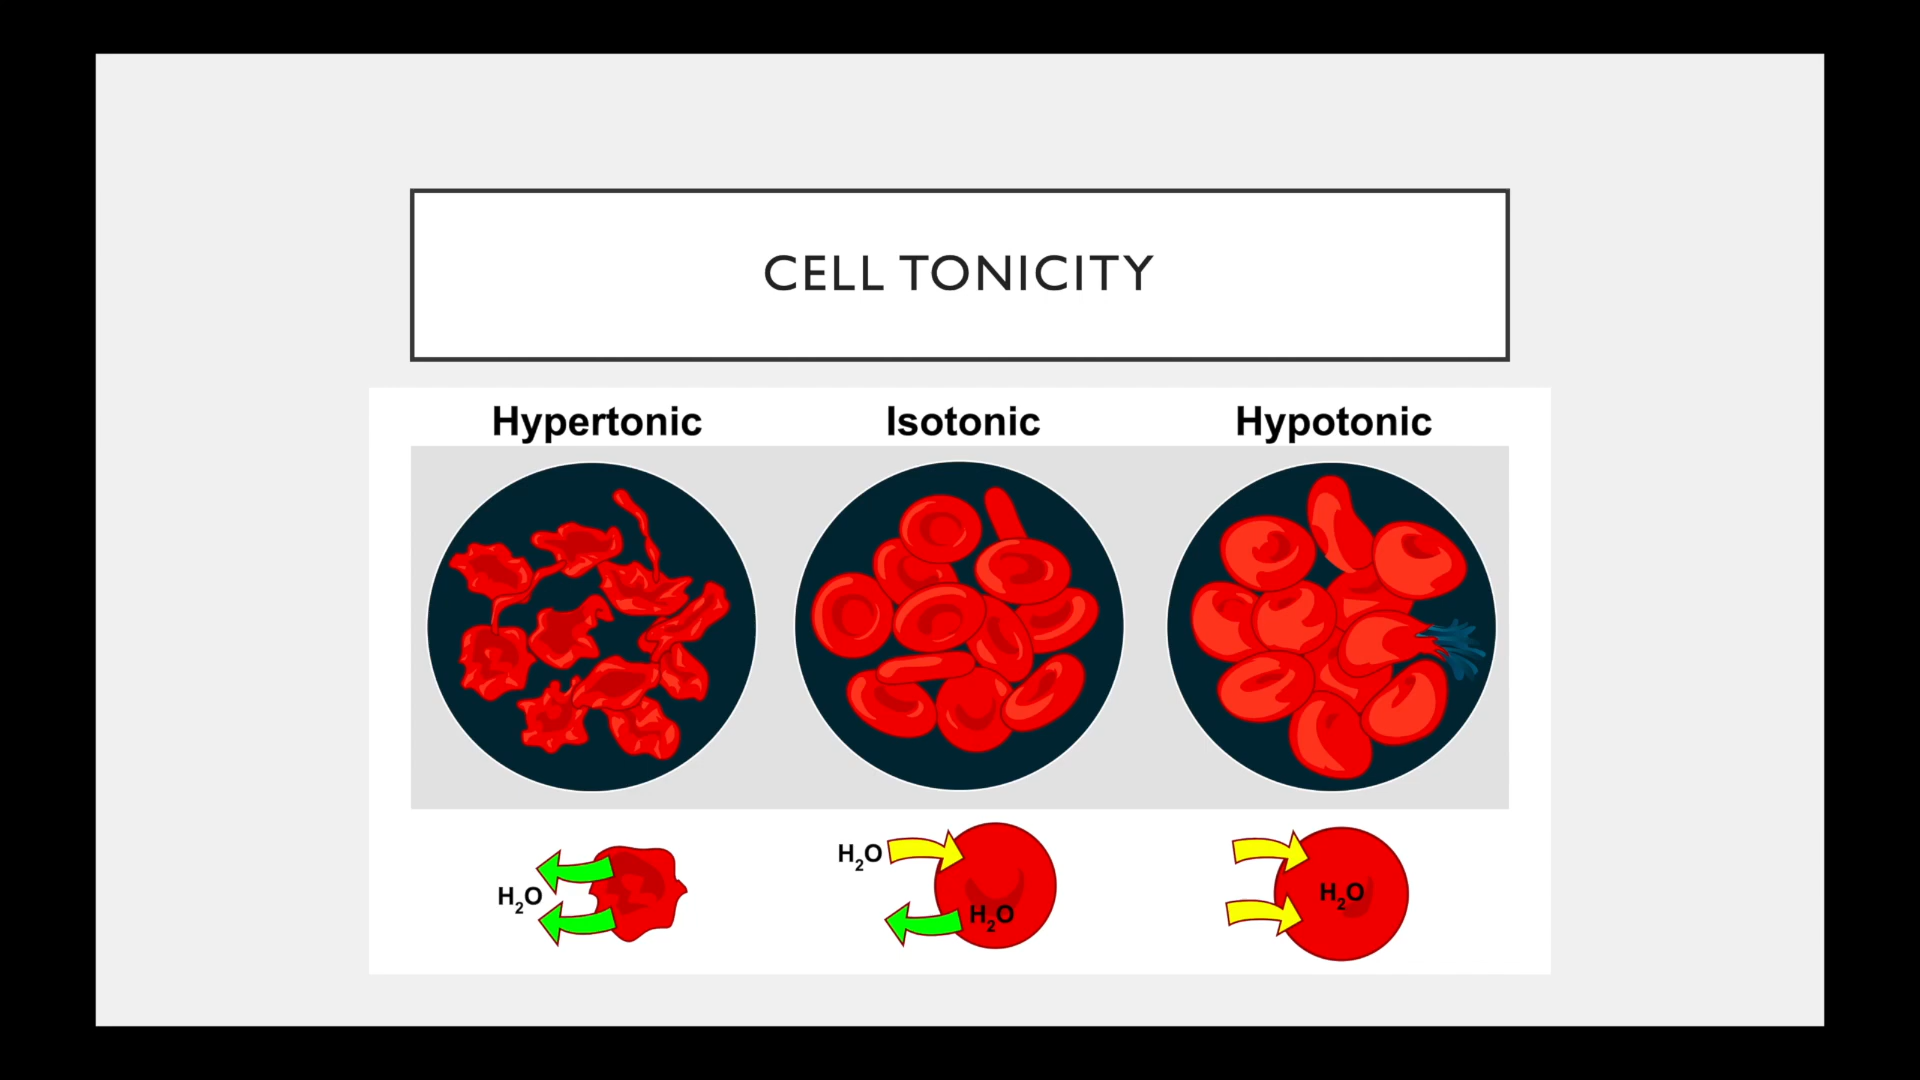 CELL TONICITY
Hypertonic Isotonic Hypotonic
H₂O
H₂O
H₂O
H₂O